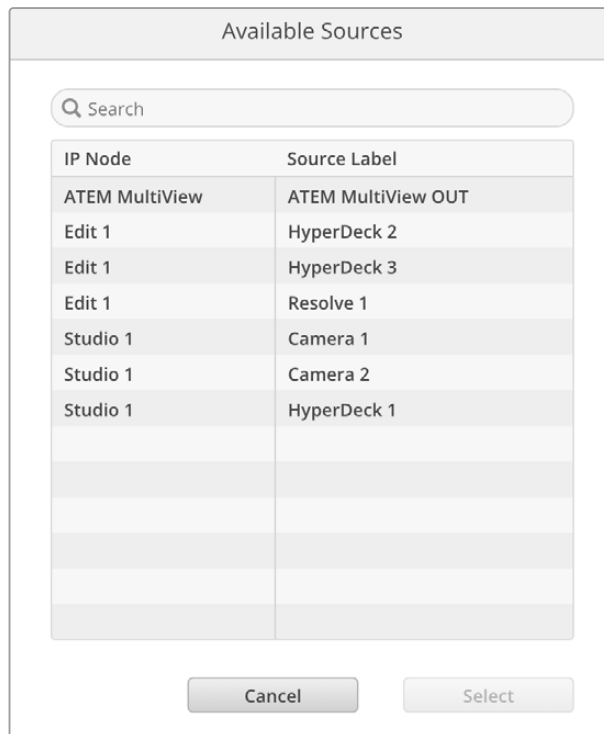 Available Sources
Search
IP Node Source Label
ATEM MultiView ATEM MultiView OUT
Edit 1 HyperDeck 2
Edit 1 HyperDeck 3
Edit 1 Resolve 1
Studio 1 Camera 1
Studio 1 Camera 2
Studio 1 HyperDeck 1
Cancel Select